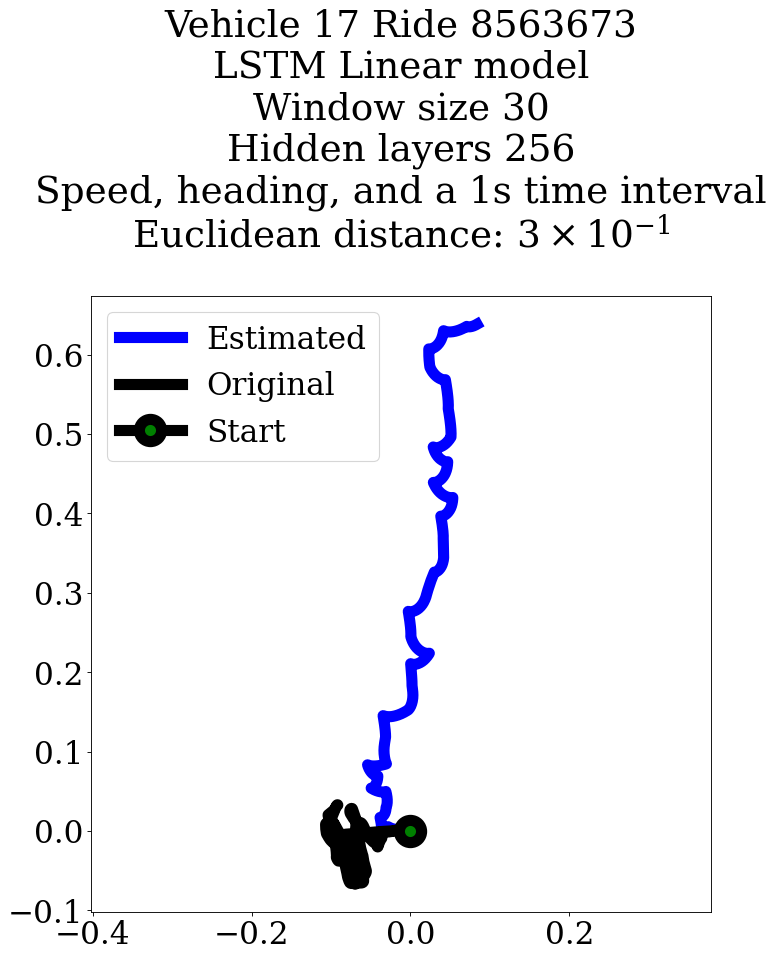 Vehicle 17 Ride 8563673
LSTM Linear model
Window size 30
Hidden layers 256
Speed, heading, and a 1s time interval
Euclidean distance: 3 × 10⁻¹
Estimated
Original
Start
0.6
0.5
0.4
0.3
0.2
0.1
0.0
−0.1
−0.4 −0.2 0.0 0.2